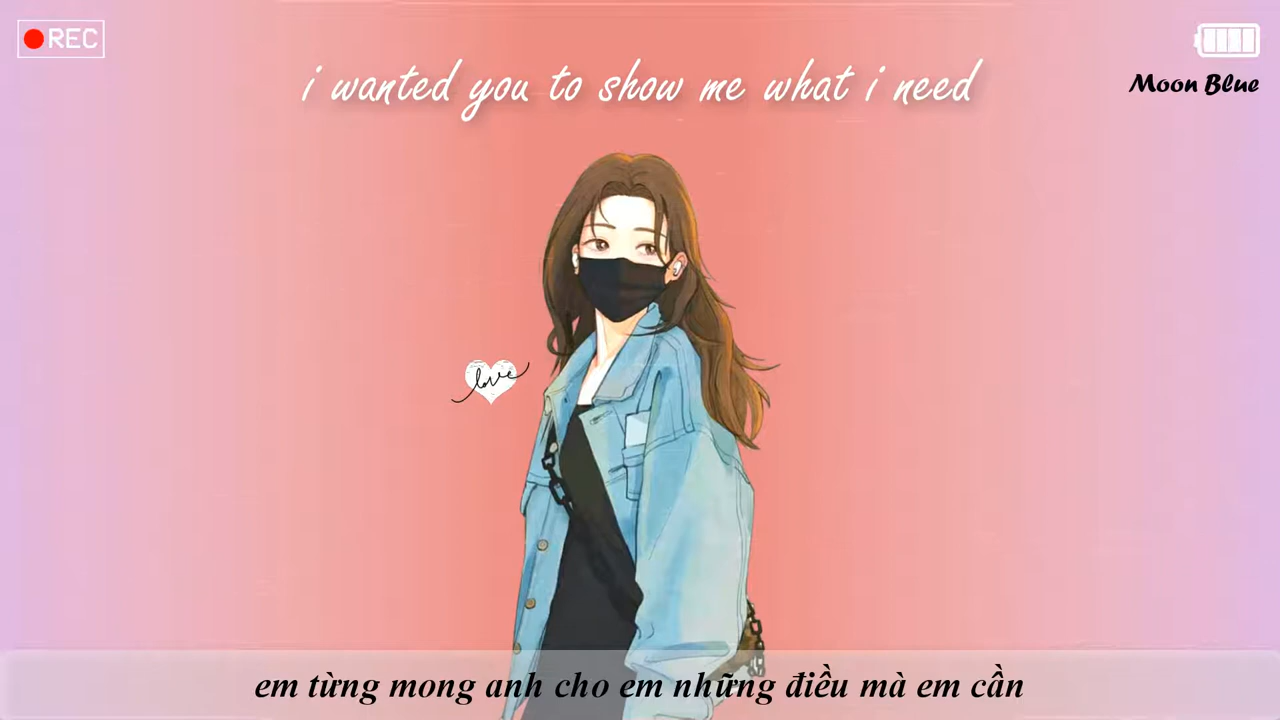 REC
i wanted you to show me what i need
Moon Blue
love
em từng mong anh cho em những điều mà em cần